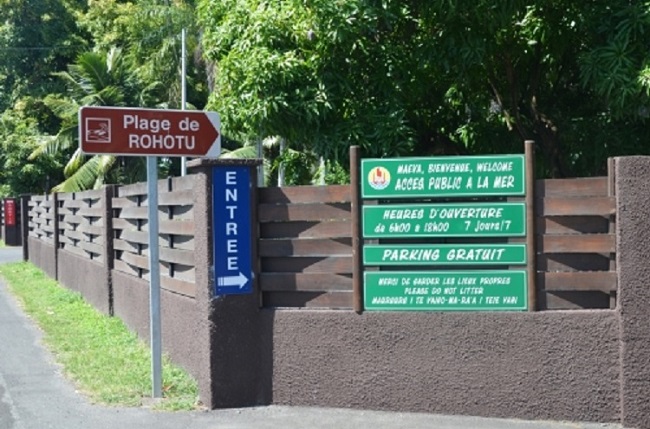 Plage de
ROHOTU
ENTREE
MAEVA, BIENVENUE, WELCOME
ACCES PUBLIC A LA MER
HEURES D'OUVERTURE
de 6H00 a 18H00 7 jours/7
PARKING GRATUIT
MERCI DE GARDER LES LIEUX PROPRES
PLEASE DO NOT LITTER